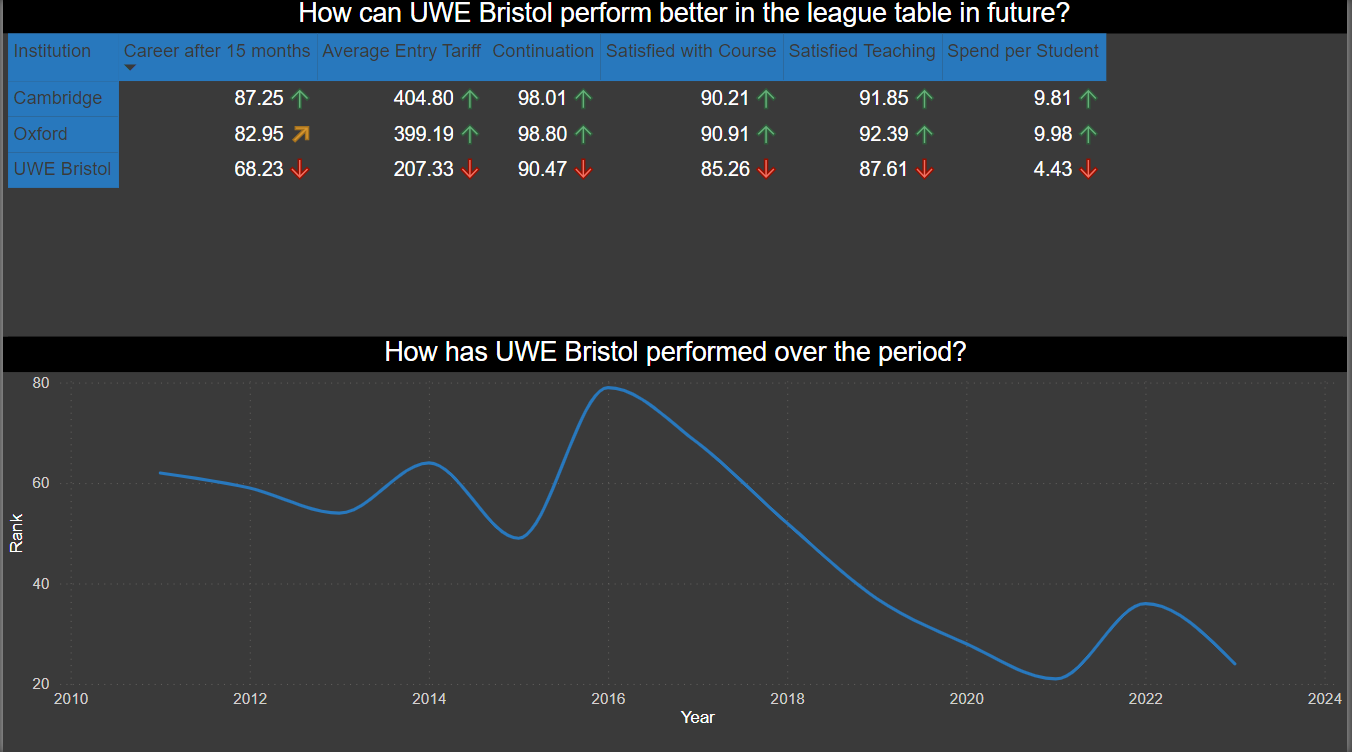 How can UWE Bristol perform better in the league table in future?
Institution Career after 15 months Average Entry Tariff Continuation Satisfied with Course Satisfied Teaching Spend per Student
Cambridge 87.25 404.80 98.01 90.21 91.85 9.81
Oxford 82.95 399.19 98.80 90.91 92.39 9.98
UWE Bristol 68.23 207.33 90.47 85.26 87.61 4.43
How has UWE Bristol performed over the period?
80
60
40
20
Rank
2010 2012 2014 2016 2018 2020 2022 2024
Year